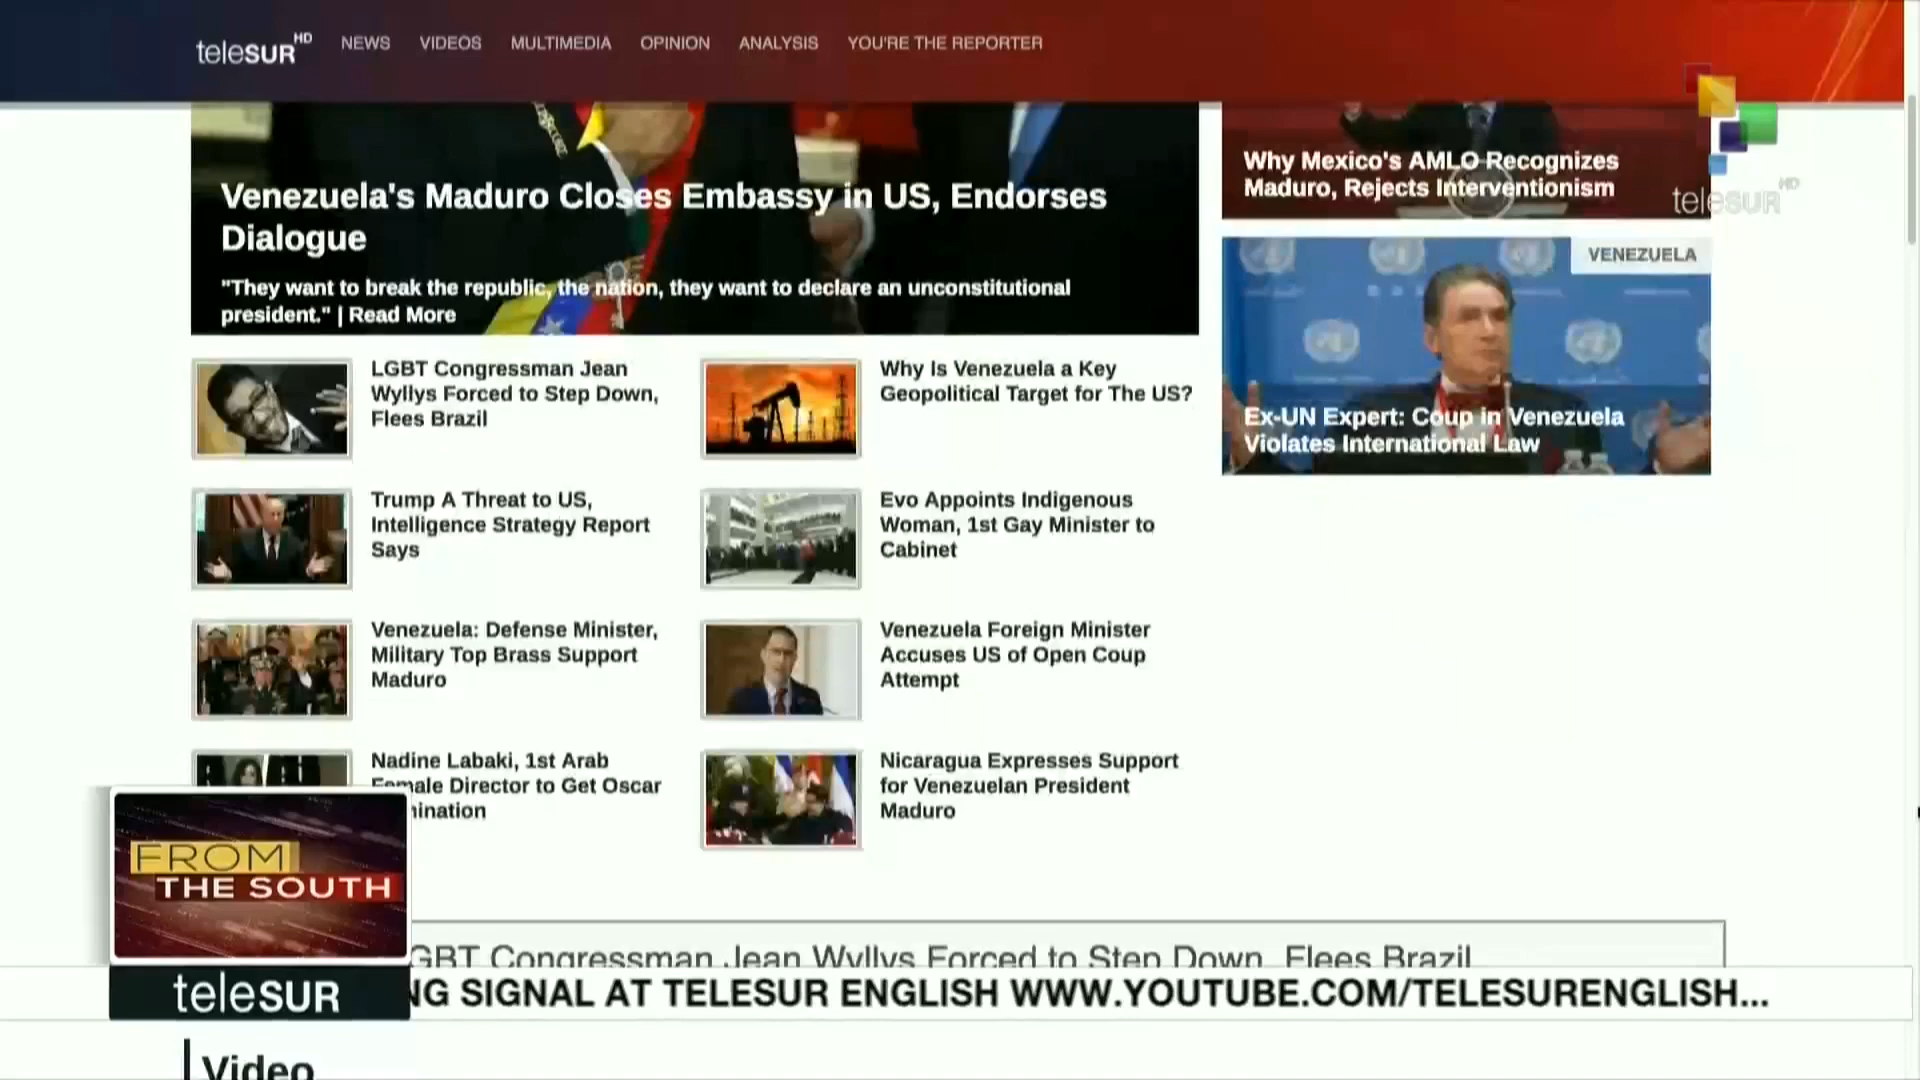 teleSUR HD
NEWS VIDEOS MULTIMEDIA OPINION ANALYSIS YOU'RE THE REPORTER
Venezuela's Maduro Closes Embassy in US, Endorses
Dialogue
"They want to break the republic, the nation, they want to declare an unconstitutional
president." | Read More
Why Mexico's AMLO Recognizes
Maduro, Rejects Interventionism
teleSUR HD
VENEZUELA
Ex-UN Expert: Coup in Venezuela
Violates International Law
LGBT Congressman Jean
Wyllys Forced to Step Down,
Flees Brazil
Why Is Venezuela a Key
Geopolitical Target for The US?
Trump A Threat to US,
Intelligence Strategy Report
Says
Evo Appoints Indigenous
Woman, 1st Gay Minister to
Cabinet
Venezuela: Defense Minister,
Military Top Brass Support
Maduro
Venezuela Foreign Minister
Accuses US of Open Coup
Attempt
Nadine Labaki, 1st Arab
Female Director to Get Oscar
ination
Nicaragua Expresses Support
for Venezuelan President
Maduro
FROM
THE SOUTH
GBT Congressman Jean Wyllys Forced to Step Down, Flees Brazil
teleSUR
NG SIGNAL AT TELESUR ENGLISH WWW.YOUTUBE.COM/TELESURENGLISH...
Video